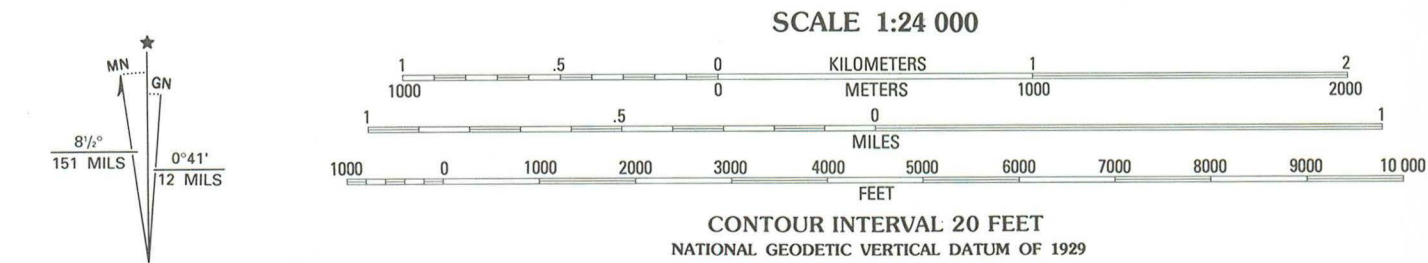 SCALE 1:24 000
1 .5 0 KILOMETERS 1 2
1000 0 METERS 1000 2000
1 .5 0 1
MILES
1000 0 1000 2000 3000 4000 5000 6000 7000 8000 9000 10 000
FEET
CONTOUR INTERVAL 20 FEET
NATIONAL GEODETIC VERTICAL DATUM OF 1929
MN
GN
8½°
151 MILS
0°41'
12 MILS